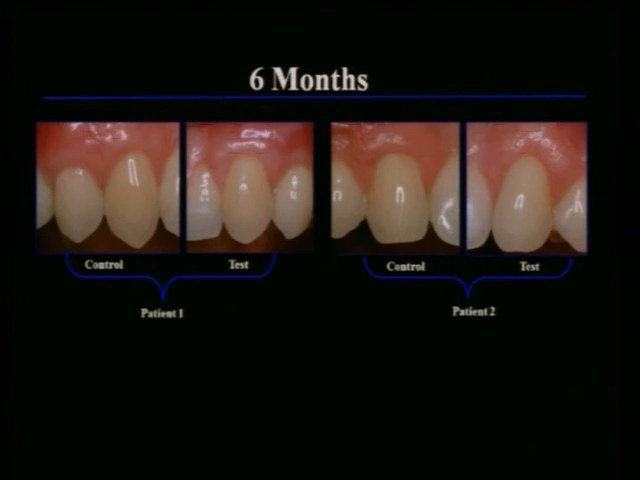 6 Months
Control
Test
Control
Test
Patient 1
Patient 2